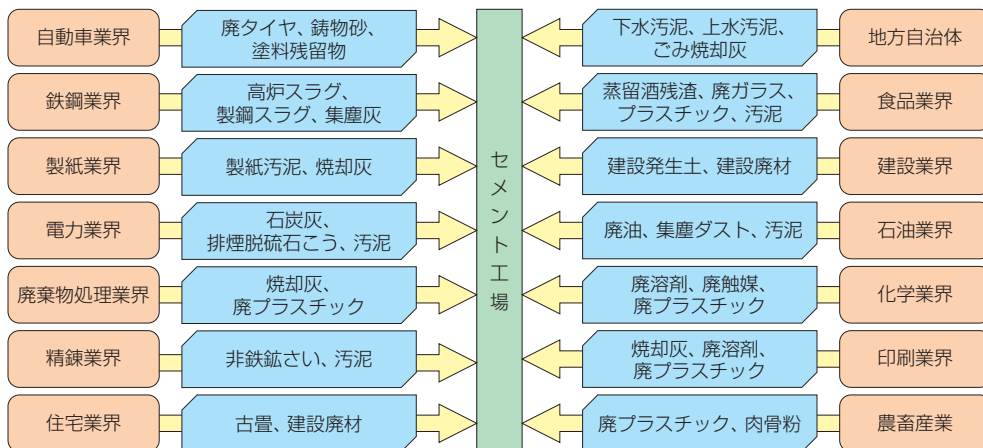 自動車業界
廃タイヤ、鋳物砂、
塗料残留物
鉄鋼業界
高炉スラグ、
製鋼スラグ、集塵灰
製紙業界
製紙汚泥、焼却灰
電力業界
石炭灰、
排煙脱硫石こう、汚泥
廃棄物処理業界
焼却灰、
廃プラスチック
精錬業界
非鉄鉱さい、汚泥
住宅業界
古畳、建設廃材
セメント工場
下水汚泥、上水汚泥、
ごみ焼却灰
地方自治体
蒸留酒残渣、廃ガラス、
プラスチック、汚泥
食品業界
建設発生土、建設廃材
建設業界
廃油、集塵ダスト、汚泥
石油業界
廃溶剤、廃触媒、
廃プラスチック
化学業界
焼却灰、廃溶剤、
廃プラスチック
印刷業界
廃プラスチック、肉骨粉
農畜産業